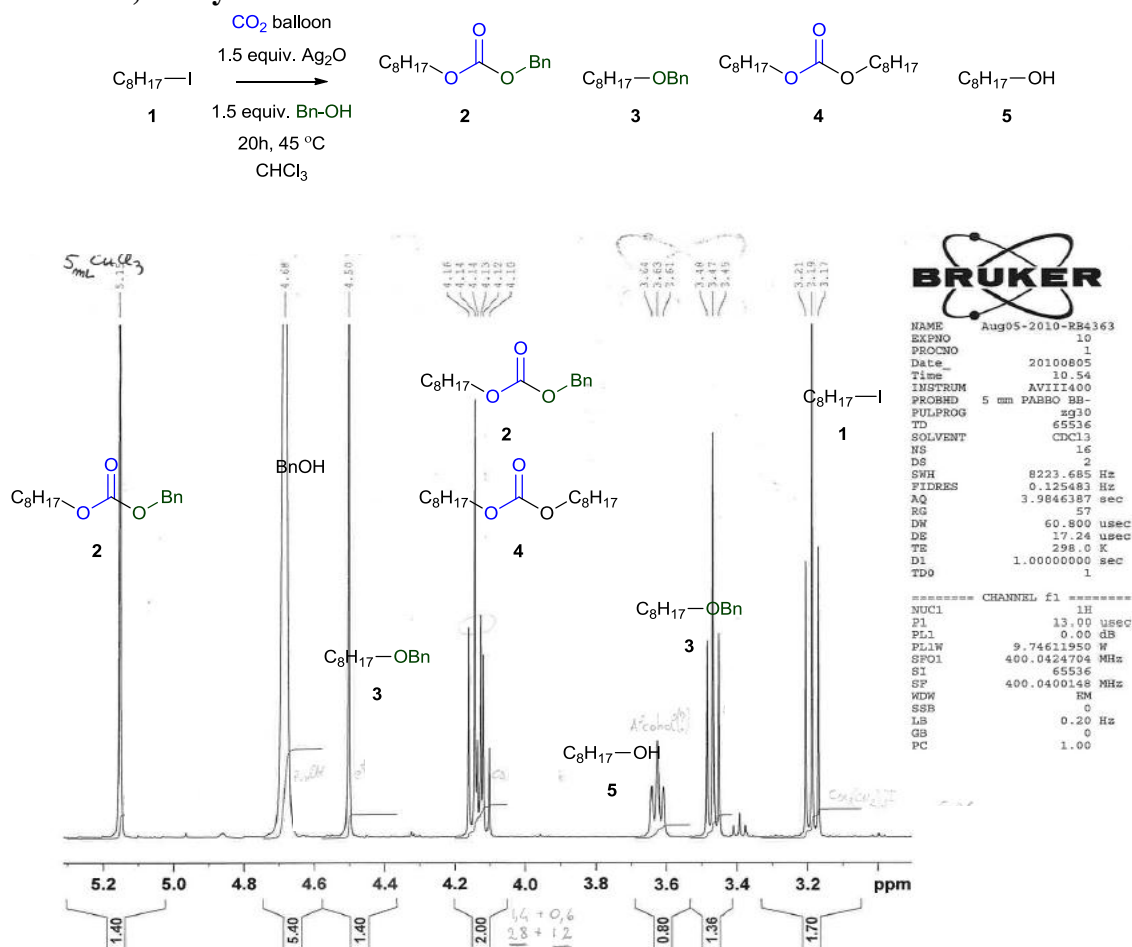 CO2 balloon
1.5 equiv. Ag2O
1.5 equiv. Bn-OH
20h, 45 °C
CHCl3
C8H17—I
1
C8H17 O O O Bn
2
C8H17—OBn
3
C8H17 O O O C8H17
4
C8H17—OH
5
5 mL CHCl3
4.68
4.50
4.16
4.14
4.14
4.13
4.12
4.10
3.64
3.63
3.61
3.48
3.47
3.45
3.21
3.19
3.17
BRUKER
NAME Aug05-2010-RB4363
EXPNO 10
PROCNO 1
Date_ 20100805
Time 10.54
INSTRUM AVIII400
PROBHD 5 mm PABBO BB-
PULPROG zg30
TD 65536
SOLVENT CDCl3
NS 16
DS 2
SWH 8223.685 Hz
FIDRES 0.125483 Hz
AQ 3.9846387 sec
RG 57
DW 60.800 usec
DE 17.24 usec
TE 298.0 K
D1 1.00000000 sec
TD0 1
======== CHANNEL f1 ========
NUC1 1H
P1 13.00 usec
PL1 0.00 dB
PL1W 9.74611950 W
SFO1 400.0424704 MHz
SI 65536
SF 400.0400148 MHz
WDW EM
SSB 0
LB 0.20 Hz
GB 0
PC 1.00
C8H17 O O O Bn
2
BnOH
C8H17—OBn
3
C8H17 O O O Bn
2
C8H17 O O O C8H17
4
Alcohol
C8H17—OH
5
C8H17—OBn
3
C8H17—I
1
5.2 5.0 4.8 4.6 4.4 4.2 4.0 3.8 3.6 3.4 3.2 ppm
1.40 5.40 1.40 2.00 0.80 1.36 1.70
1,4 + 0,6
2.8 + 1.2